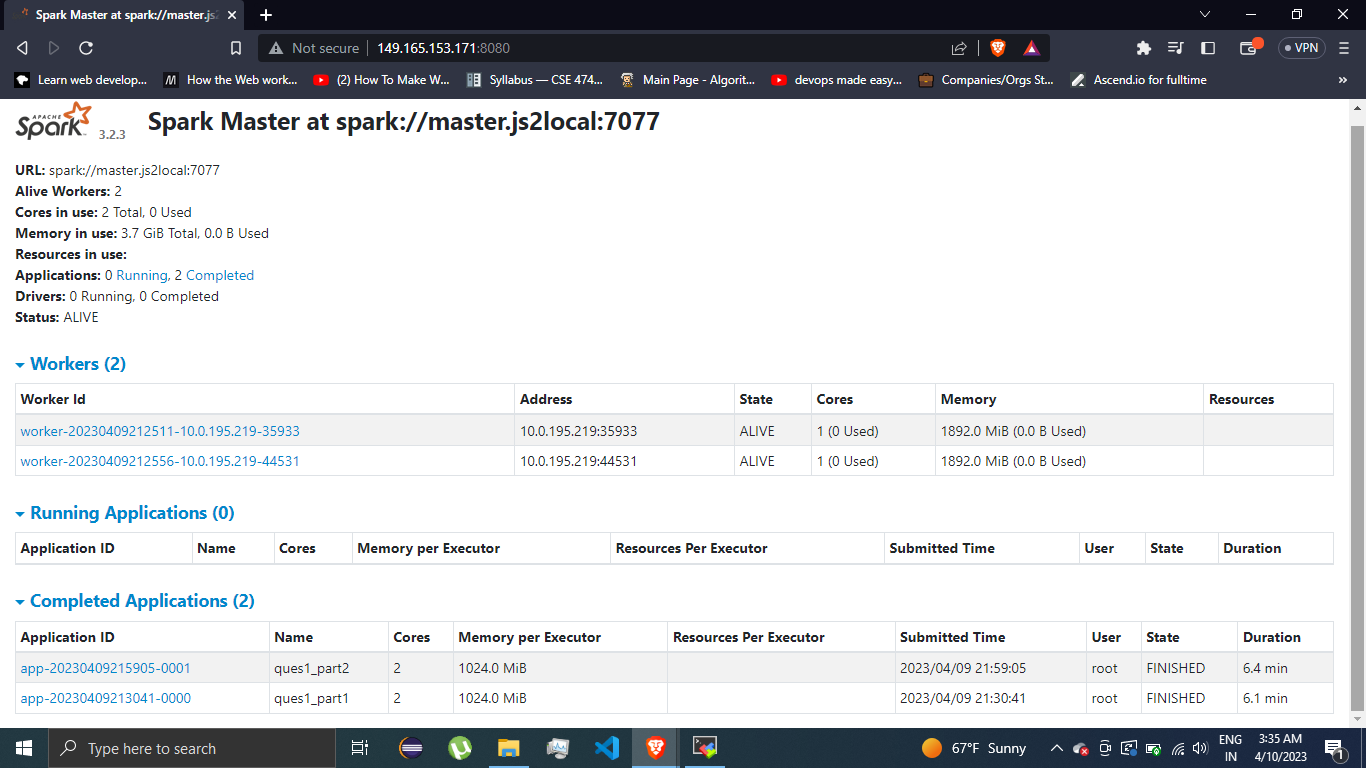 Spark Master at spark://master.js2
Not secure 149.165.153.171:8080 VPN
Learn web develop... How the Web work... (2) How To Make W... Syllabus — CSE 474... Main Page - Algorit... devops made easy... Companies/Orgs St... Ascend.io for fulltime »
APACHE Spark 3.2.3 Spark Master at spark://master.js2local:7077
URL: spark://master.js2local:7077
Alive Workers: 2
Cores in use: 2 Total, 0 Used
Memory in use: 3.7 GiB Total, 0.0 B Used
Resources in use:
Applications: 0 Running, 2 Completed
Drivers: 0 Running, 0 Completed
Status: ALIVE
Workers (2)
Worker Id Address State Cores Memory Resources
worker-20230409212511-10.0.195.219-35933 10.0.195.219:35933 ALIVE 1 (0 Used) 1892.0 MiB (0.0 B Used)
worker-20230409212556-10.0.195.219-44531 10.0.195.219:44531 ALIVE 1 (0 Used) 1892.0 MiB (0.0 B Used)
Running Applications (0)
Application ID Name Cores Memory per Executor Resources Per Executor Submitted Time User State Duration
Completed Applications (2)
Application ID Name Cores Memory per Executor Resources Per Executor Submitted Time User State Duration
app-20230409215905-0001 ques1_part2 2 1024.0 MiB 2023/04/09 21:59:05 root FINISHED 6.4 min
app-20230409213041-0000 ques1_part1 2 1024.0 MiB 2023/04/09 21:30:41 root FINISHED 6.1 min
Type here to search 67°F Sunny ENG IN 3:35 AM 4/10/2023 1